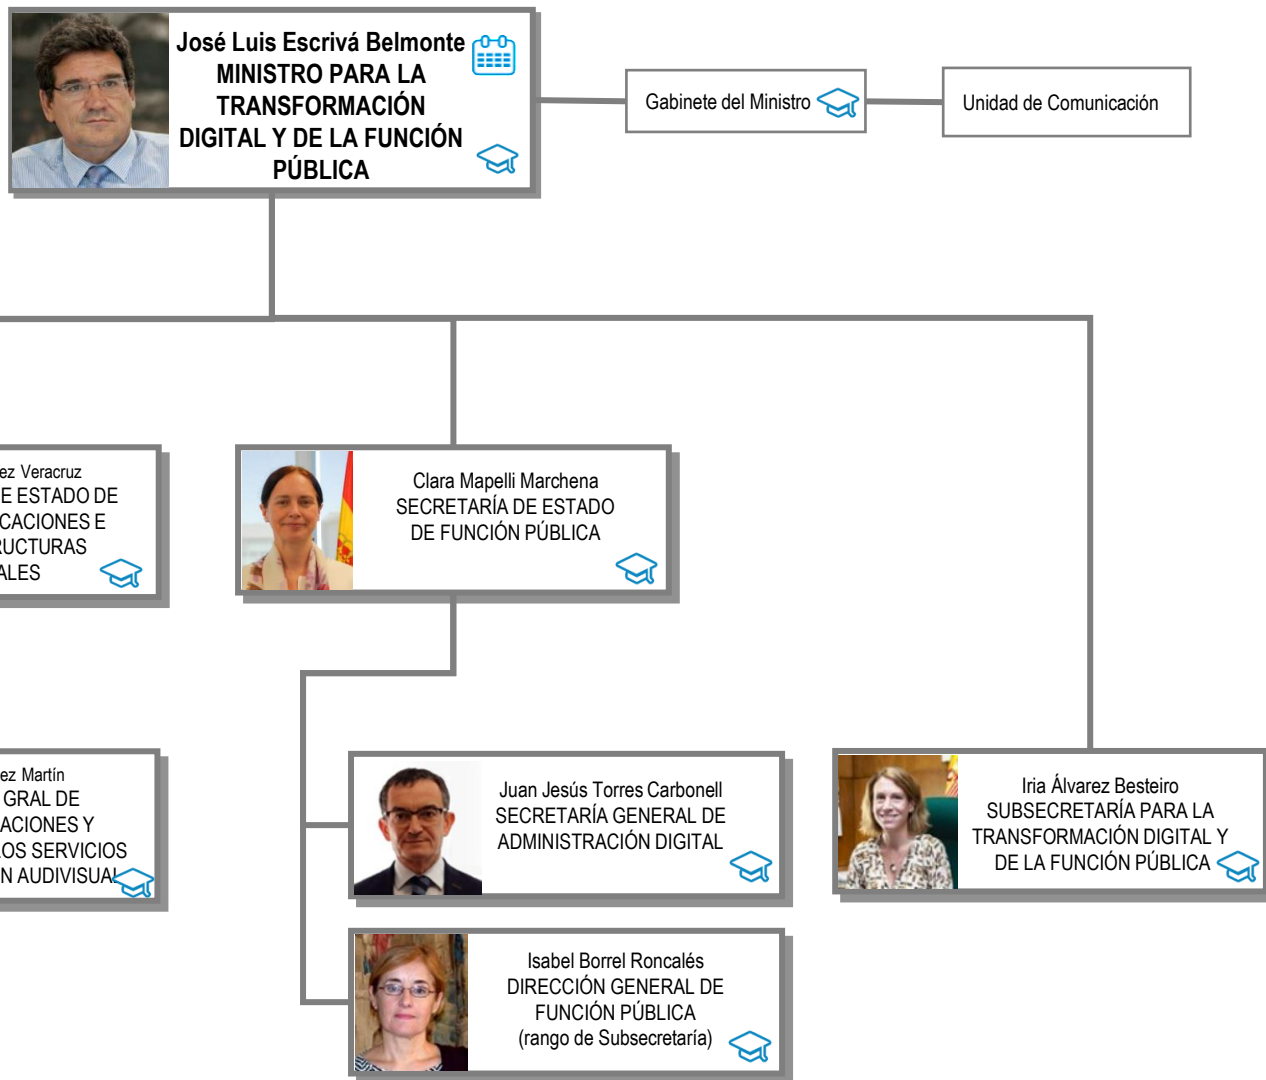 José Luis Escrivá Belmonte
MINISTRO PARA LA
TRANSFORMACIÓN
DIGITAL Y DE LA FUNCIÓN
PÚBLICA
Gabinete del Ministro
Unidad de Comunicación
ez Veracruz
E ESTADO DE
CACIONES E
RUCTURAS
ALES
Clara Mapelli Marchena
SECRETARÍA DE ESTADO
DE FUNCIÓN PÚBLICA
ez Martín
GRAL DE
ACIONES Y
LOS SERVICIOS
N AUDIVISUAL
Juan Jesús Torres Carbonell
SECRETARÍA GENERAL DE
ADMINISTRACIÓN DIGITAL
Iria Álvarez Besteiro
SUBSECRETARÍA PARA LA
TRANSFORMACIÓN DIGITAL Y
DE LA FUNCIÓN PÚBLICA
Isabel Borrel Roncalés
DIRECCIÓN GENERAL DE
FUNCIÓN PÚBLICA
(rango de Subsecretaría)